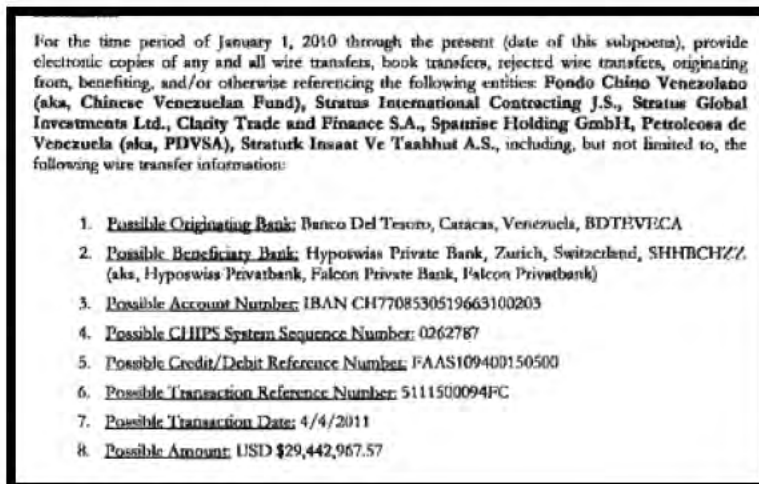 For the time period of January 1, 2010 through the present (date of this subpoena), provide
electronic copies of any and all wire transfers, book transfers, rejected wire transfers, originating
from, benefiting, and/or otherwise referencing the following entities: Fondo Chino Venezolano
(aka, Chinese Venezuelan Fund), Stratus International Contracting J.S., Stratus Global
Investments Ltd., Clarity Trade and Finance S.A., Spaurise Holding GmbH, Petroleosa de
Venezuela (aka, PDVSA), Straturk Insaat Ve Taahhut A.S., including, but not limited to, the
following wire transfer information:
1. Possible Originating Bank: Banco Del Tesoro, Caracas, Venezuela, BDTEVECA
2. Possible Beneficiary Bank: Hyposwiss Private Bank, Zurich, Switzerland, SHHBCHZZ
(aka, Hyposwiss Privatbank, Falcon Private Bank, Falcon Privatbank)
3. Possible Account Number: IBAN CH7708530519663100203
4. Possible CHIPS System Sequence Number: 0262787
5. Possible Credit/Debit Reference Number: FAAS109400150500
6. Possible Transaction Reference Number: 5111500094FC
7. Possible Transaction Date: 4/4/2011
8. Possible Amount: USD $29,442,967.57